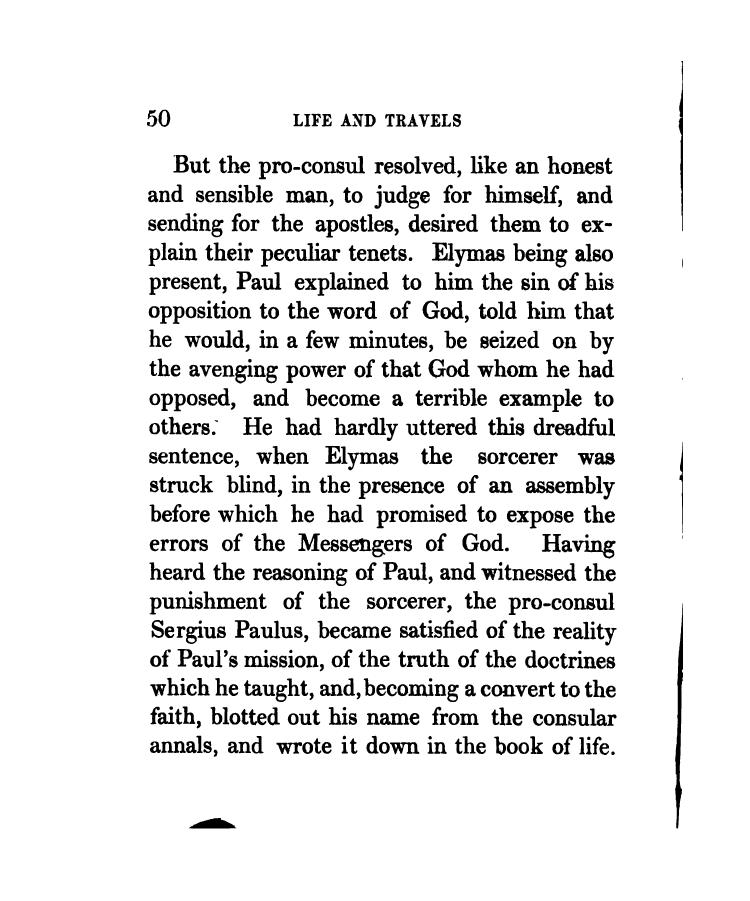 50 LIFE AND TRAVELS
But the pro-consul resolved, like an honest
and sensible man, to judge for himself, and
sending for the apostles, desired them to ex-
plain their peculiar tenets. Elymas being also
present, Paul explained to him the sin of his
opposition to the word of God, told him that
he would, in a few minutes, be seized on by
the avenging power of that God whom he had
opposed, and become a terrible example to
others. He had hardly uttered this dreadful
sentence, when Elymas the sorcerer was
struck blind, in the presence of an assembly
before which he had promised to expose the
errors of the Messengers of God. Having
heard the reasoning of Paul, and witnessed the
punishment of the sorcerer, the pro-consul
Sergius Paulus, became satisfied of the reality
of Paul's mission, of the truth of the doctrines
which he taught, and, becoming a convert to the
faith, blotted out his name from the consular
annals, and wrote it down in the book of life.